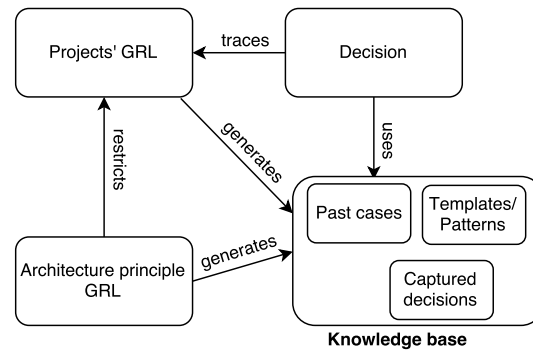 Projects' GRL
traces
Decision
restricts
generates
uses
Past cases
Templates/
Patterns
Architecture principle
GRL
generates
Captured
decisions
Knowledge base